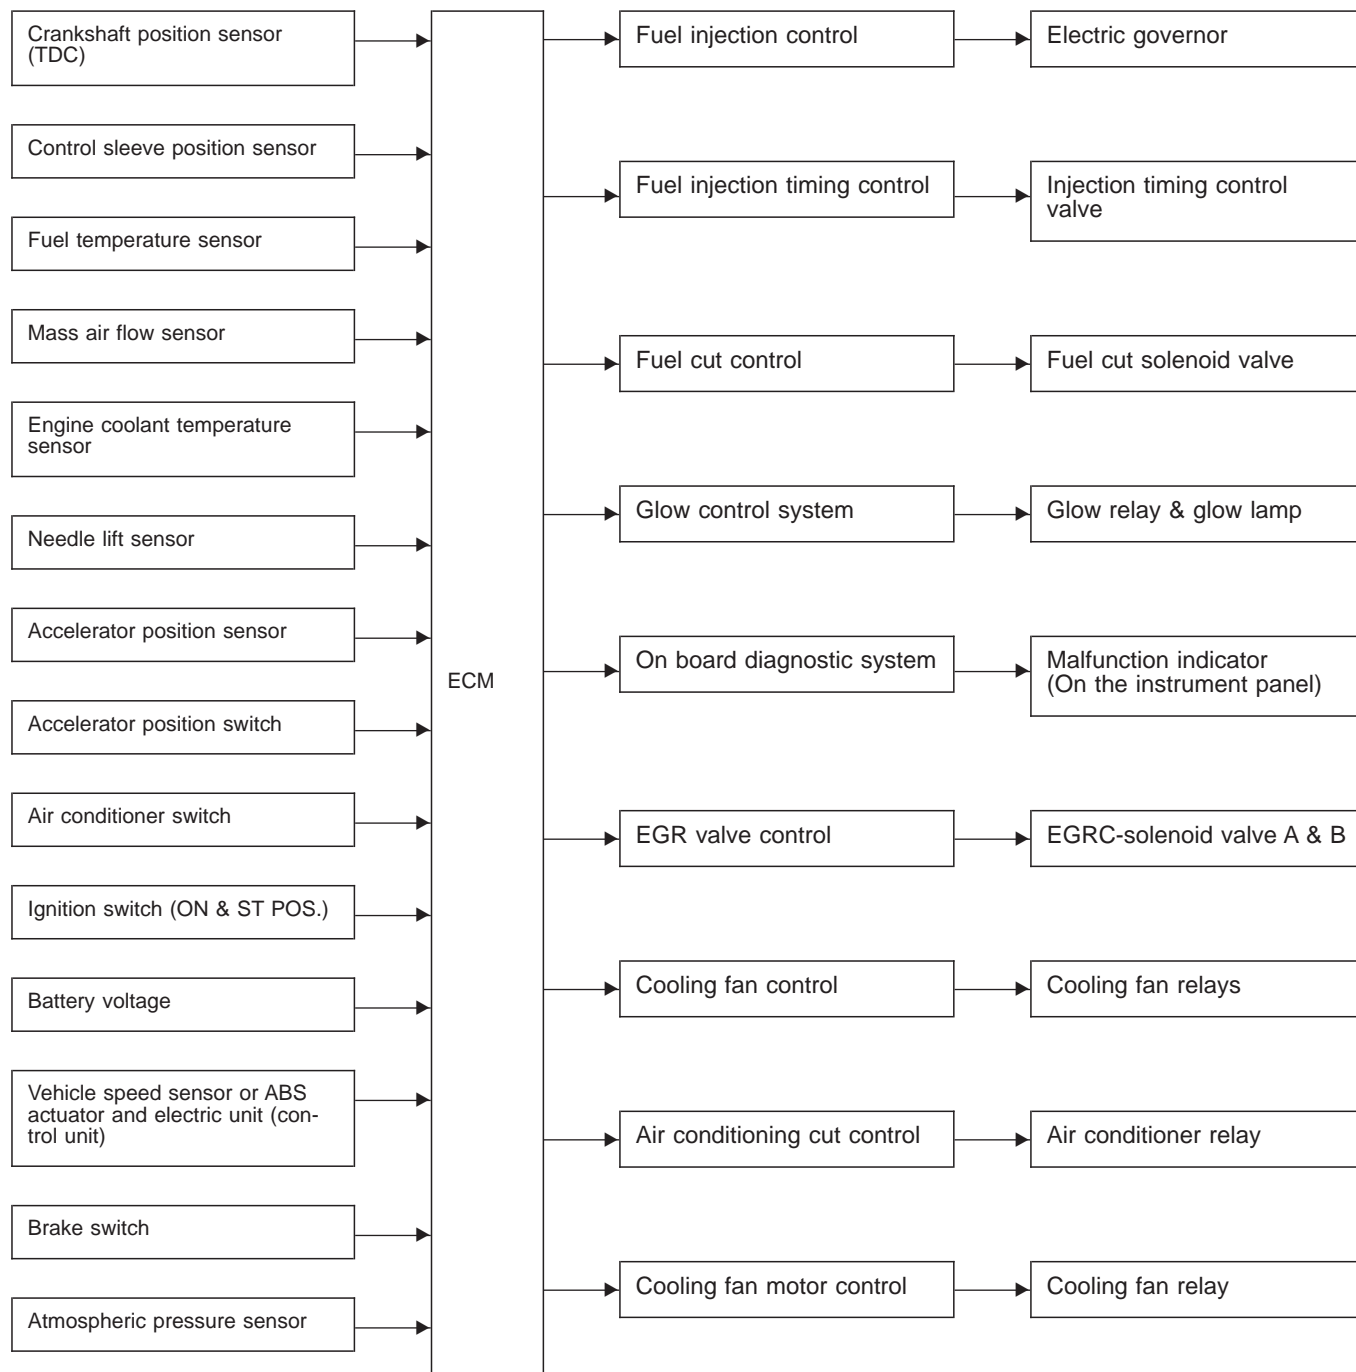 Crankshaft position sensor
(TDC)
Control sleeve position sensor
Fuel temperature sensor
Mass air flow sensor
Engine coolant temperature
sensor
Needle lift sensor
Accelerator position sensor
Accelerator position switch
Air conditioner switch
Ignition switch (ON & ST POS.)
Battery voltage
Vehicle speed sensor or ABS
actuator and electric unit (con-
trol unit)
Brake switch
Atmospheric pressure sensor
ECM
Fuel injection control
Electric governor
Fuel injection timing control
Injection timing control
valve
Fuel cut control
Fuel cut solenoid valve
Glow control system
Glow relay & glow lamp
On board diagnostic system
Malfunction indicator
(On the instrument panel)
EGR valve control
EGRC-solenoid valve A & B
Cooling fan control
Cooling fan relays
Air conditioning cut control
Air conditioner relay
Cooling fan motor control
Cooling fan relay